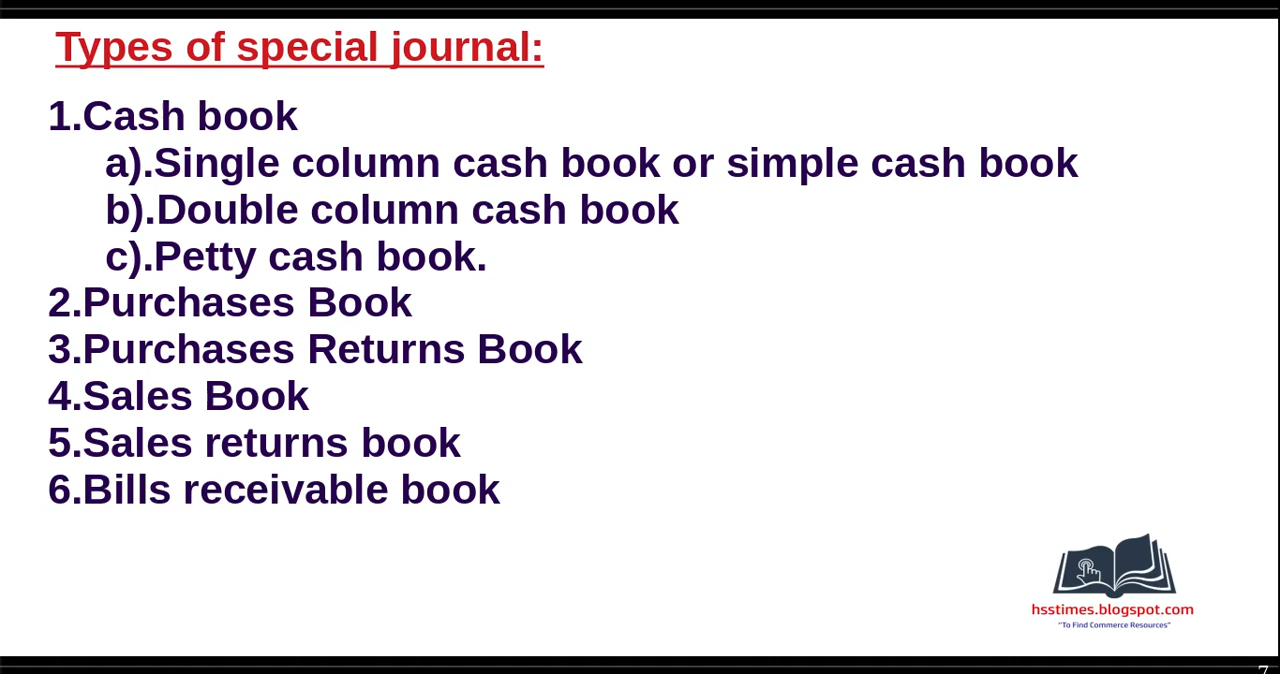 Types of special journal:
1.Cash book
a).Single column cash book or simple cash book
b).Double column cash book
c).Petty cash book.
2.Purchases Book
3.Purchases Returns Book
4.Sales Book
5.Sales returns book
6.Bills receivable book
hsstimes.blogspot.com
"To Find Commerce Resources"
7